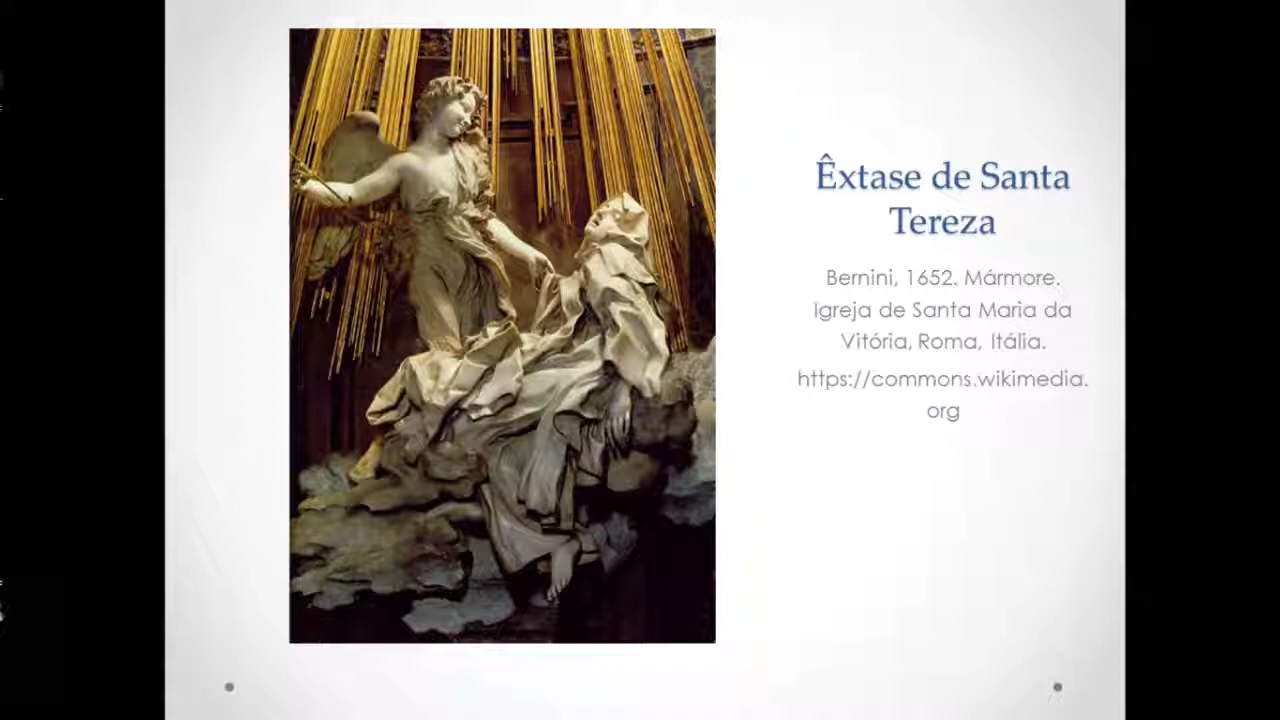 Êxtase de Santa
Tereza
Bernini, 1652. Mármore.
Igreja de Santa Maria da
Vitória, Roma, Itália.
https://commons.wikimedia.
org